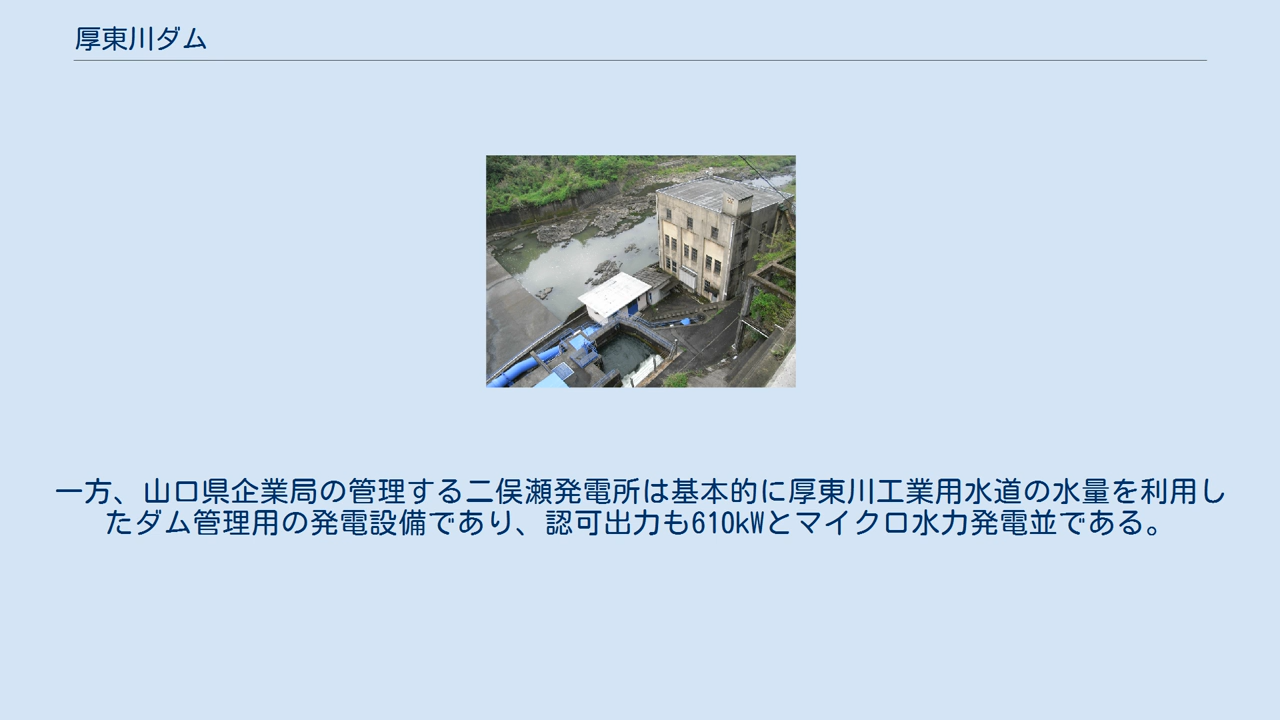 厚東川ダム
一方、山口県企業局の管理する二俣瀬発電所は基本的に厚東川工業用水道の水量を利用し
たダム管理用の発電設備であり、認可出力も610kWとマイクロ水力発電並である。